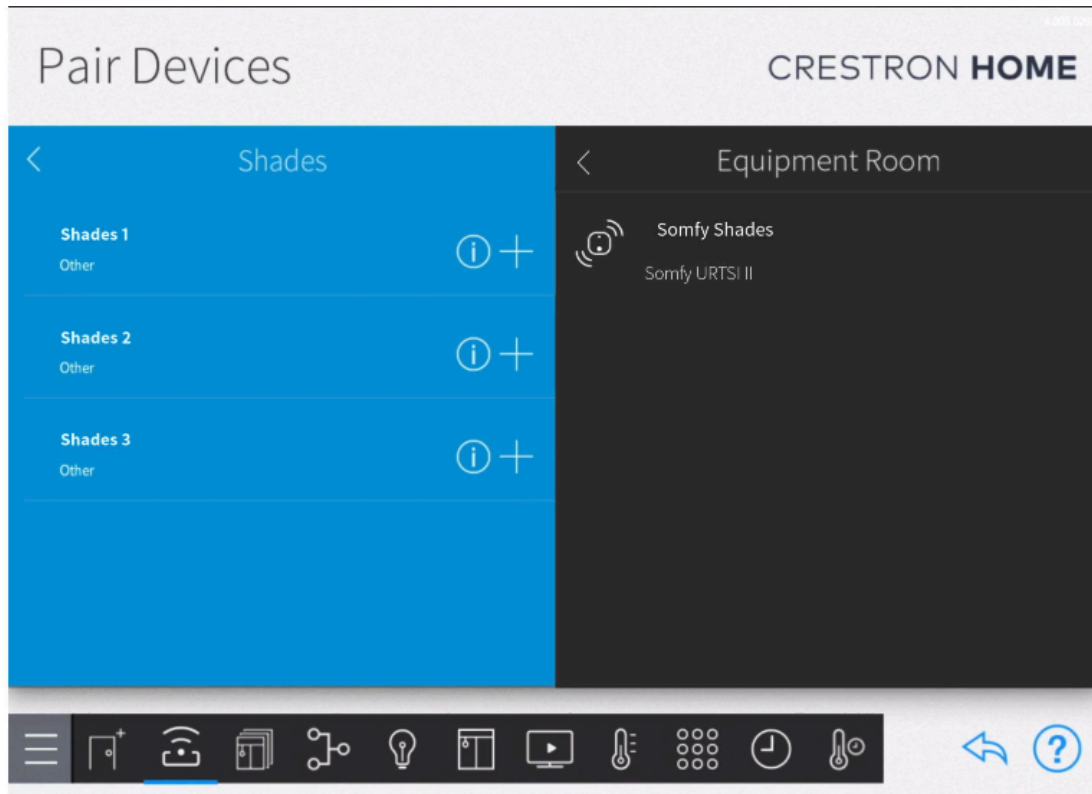 Pair Devices
CRESTRON HOME
Shades
Shades 1
Other
Shades 2
Other
Shades 3
Other
Equipment Room
Somfy Shades
Somfy URTSI II